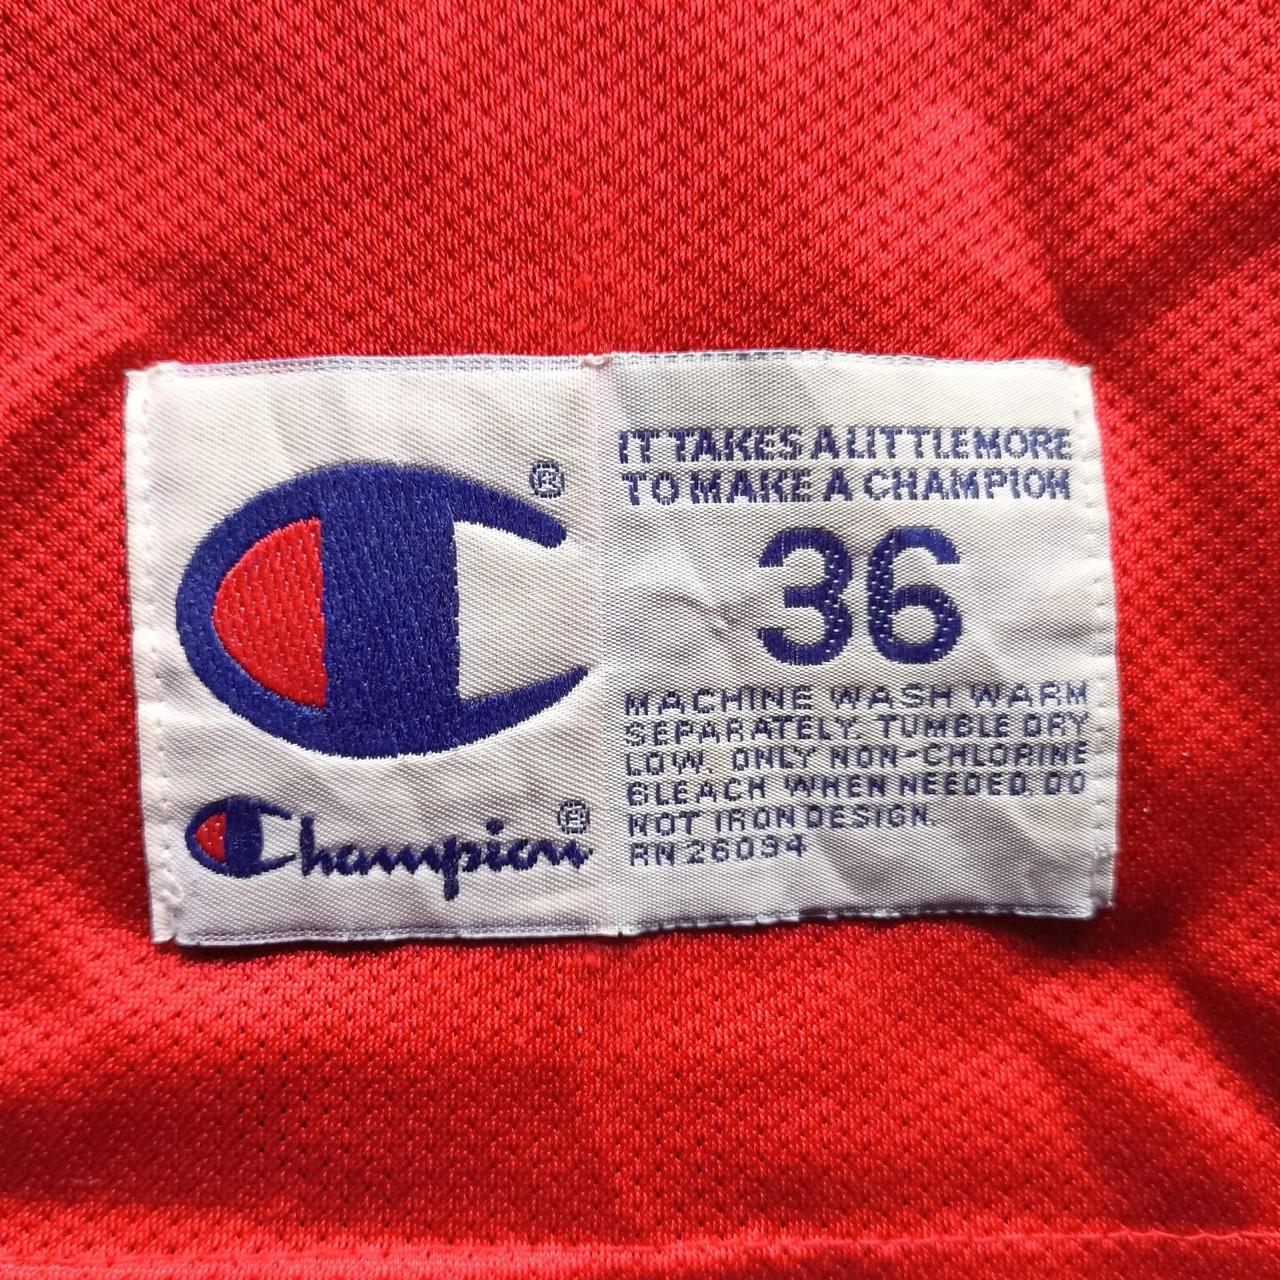 ®
Champion®
IT TAKES A LITTLE MORE
TO MAKE A CHAMPION
36
MACHINE WASH WARM
SEPARATELY. TUMBLE DRY
LOW. ONLY NON-CHLORINE
BLEACH WHEN NEEDED. DO
NOT IRON DESIGN.
RN 26094